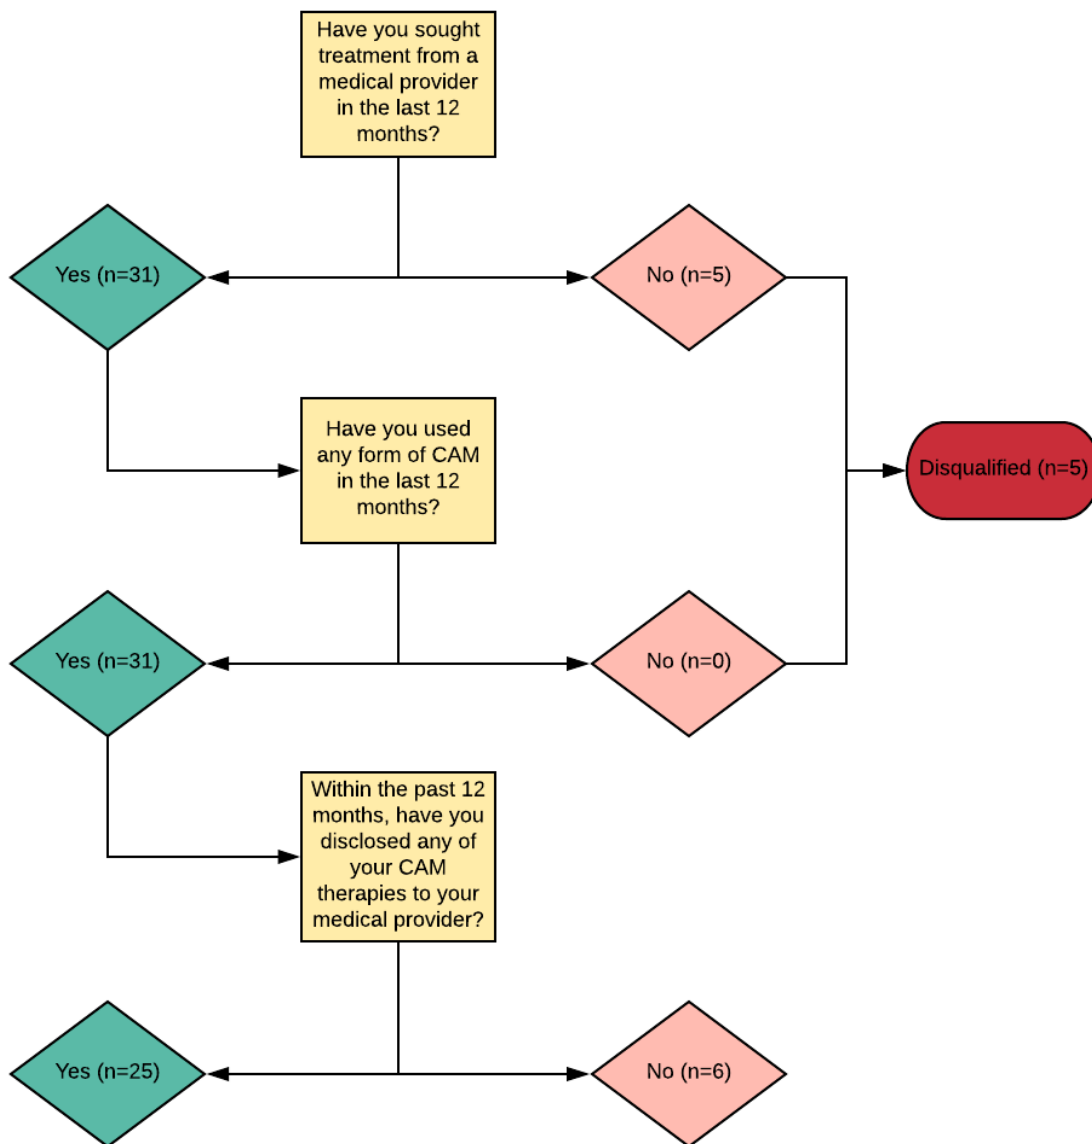 Have you sought
treatment from a
medical provider
in the last 12
months?
Yes (n=31)
No (n=5)
Have you used
any form of CAM
in the last 12
months?
Disqualified (n=5)
Yes (n=31)
No (n=0)
Within the past 12
months, have you
disclosed any of
your CAM
therapies to your
medical provider?
Yes (n=25)
No (n=6)